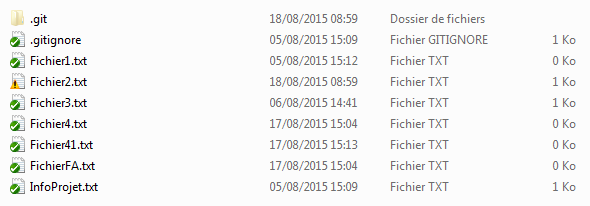 .git 18/08/2015 08:59 Dossier de fichiers
.gitignore 05/08/2015 15:09 Fichier GITIGNORE 1 Ko
Fichier1.txt 05/08/2015 15:12 Fichier TXT 0 Ko
Fichier2.txt 18/08/2015 08:59 Fichier TXT 1 Ko
Fichier3.txt 06/08/2015 14:41 Fichier TXT 1 Ko
Fichier4.txt 17/08/2015 15:04 Fichier TXT 0 Ko
Fichier41.txt 17/08/2015 15:13 Fichier TXT 0 Ko
FichierFA.txt 17/08/2015 15:04 Fichier TXT 0 Ko
InfoProjet.txt 05/08/2015 15:09 Fichier TXT 1 Ko